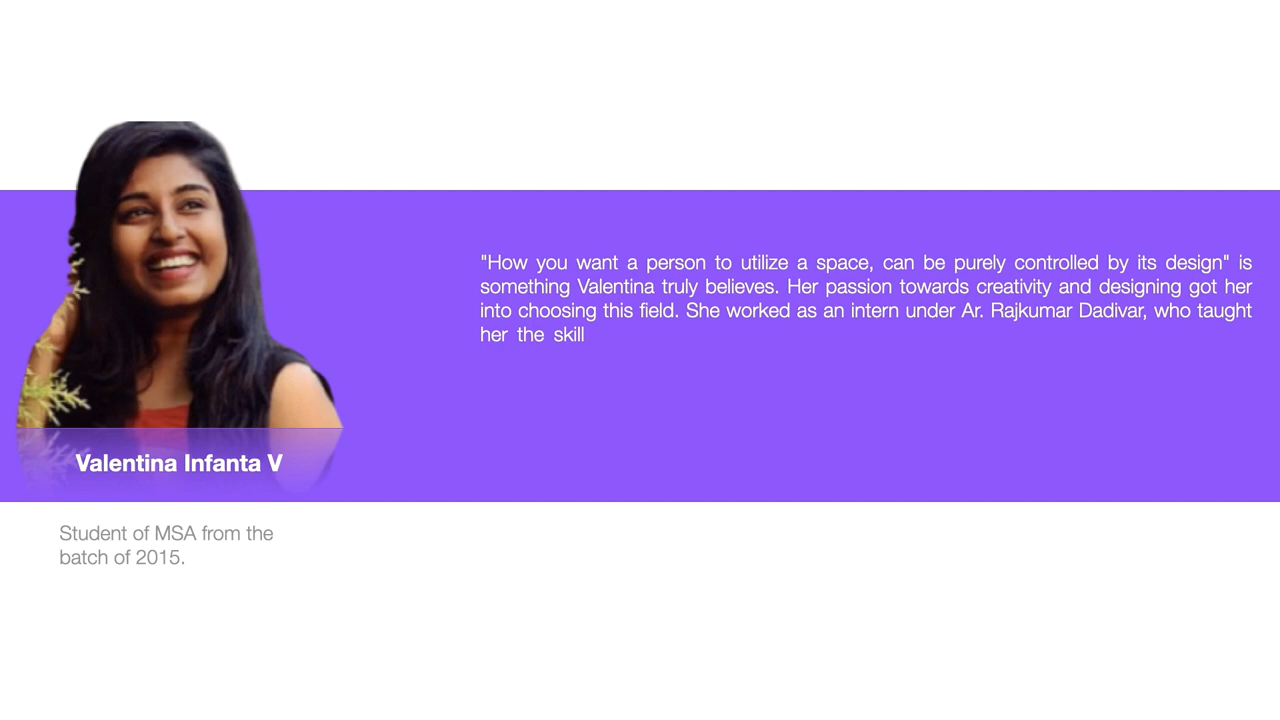 "How you want a person to utilize a space, can be purely controlled by its design" is
something Valentina truly believes. Her passion towards creativity and designing got her
into choosing this field. She worked as an intern under Ar. Rajkumar Dadivar, who taught
her the skill
Valentina Infanta V
Student of MSA from the
batch of 2015.